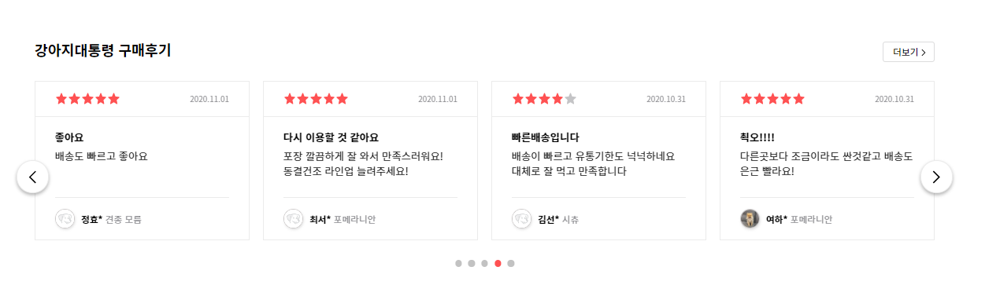 강아지대통령 구매후기
더보기
2020.11.01
좋아요
배송도 빠르고 좋아요
정효* 견종 모름
2020.11.01
다시 이용할 것 같아요
포장 깔끔하게 잘 와서 만족스러워요!
동결건조 라인업 늘려주세요!
최서* 포메라니안
2020.10.31
빠른배송입니다
배송이 빠르고 유통기한도 넉넉하네요
대체로 잘 먹고 만족합니다
김선* 시츄
2020.10.31
최오!!!!
다른곳보다 조금이라도 싼것같고 배송도
은근 빨라요!
여하* 포메라니안